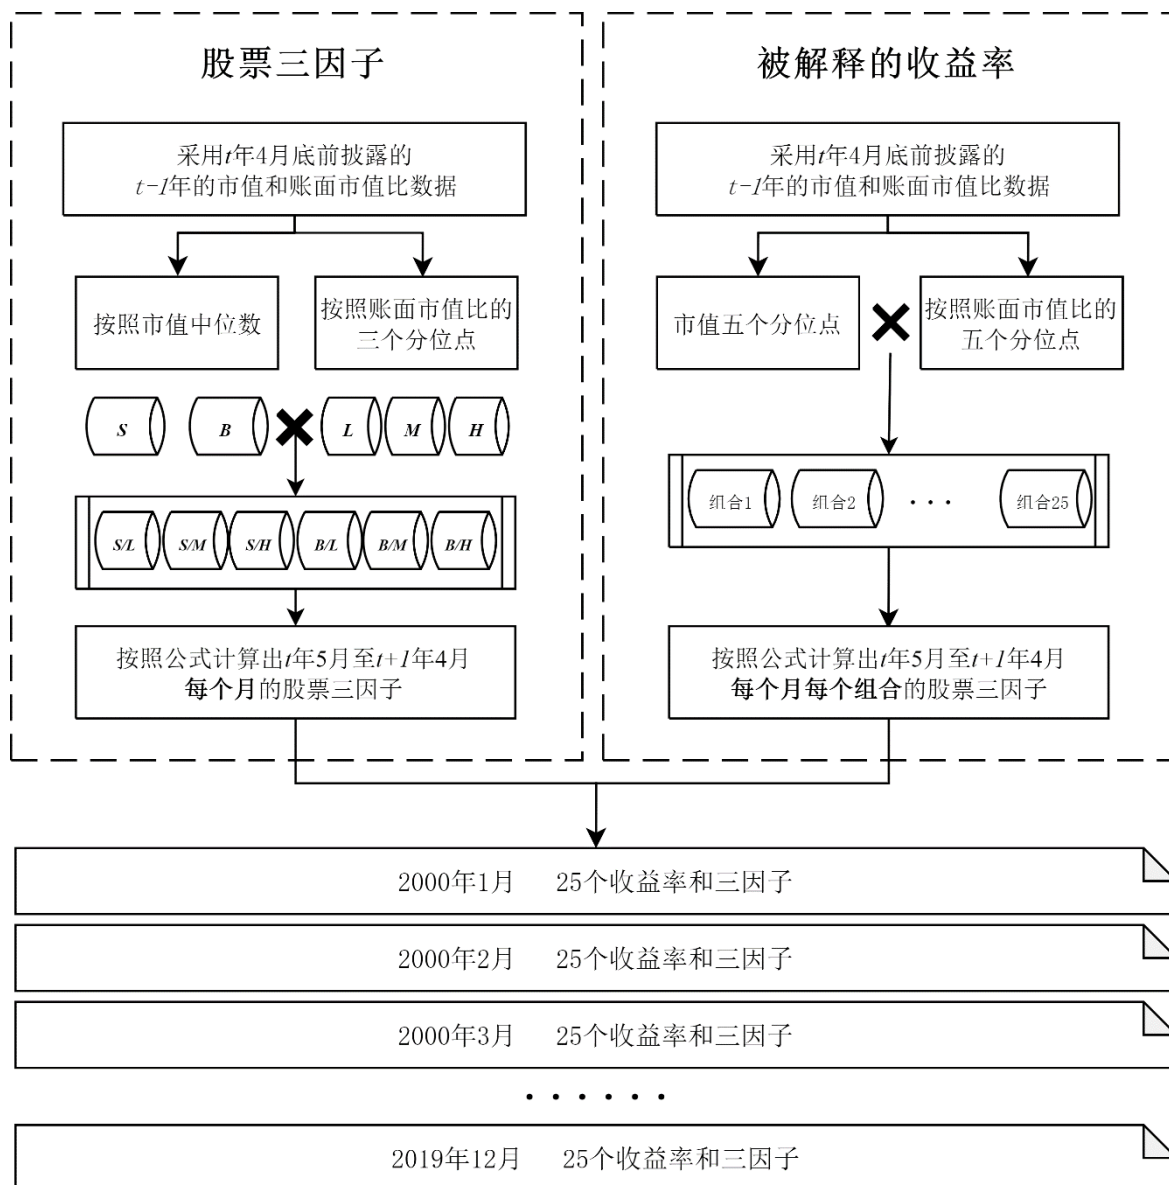 股票三因子
采用t年4月底前披露的
t-1年的市值和账面市值比数据
按照市值中位数
按照账面市值比的
三个分位点
S B L M H
S/L S/M S/H B/L B/M B/H
按照公式计算出t年5月至t+1年4月
每个月的股票三因子
被解释的收益率
采用t年4月底前披露的
t-1年的市值和账面市值比数据
市值五个分位点
按照账面市值比的
五个分位点
组合1 组合2 ··· 组合25
按照公式计算出t年5月至t+1年4月
每个月每个组合的股票三因子
2000年1月 25个收益率和三因子
2000年2月 25个收益率和三因子
2000年3月 25个收益率和三因子
······
2019年12月 25个收益率和三因子